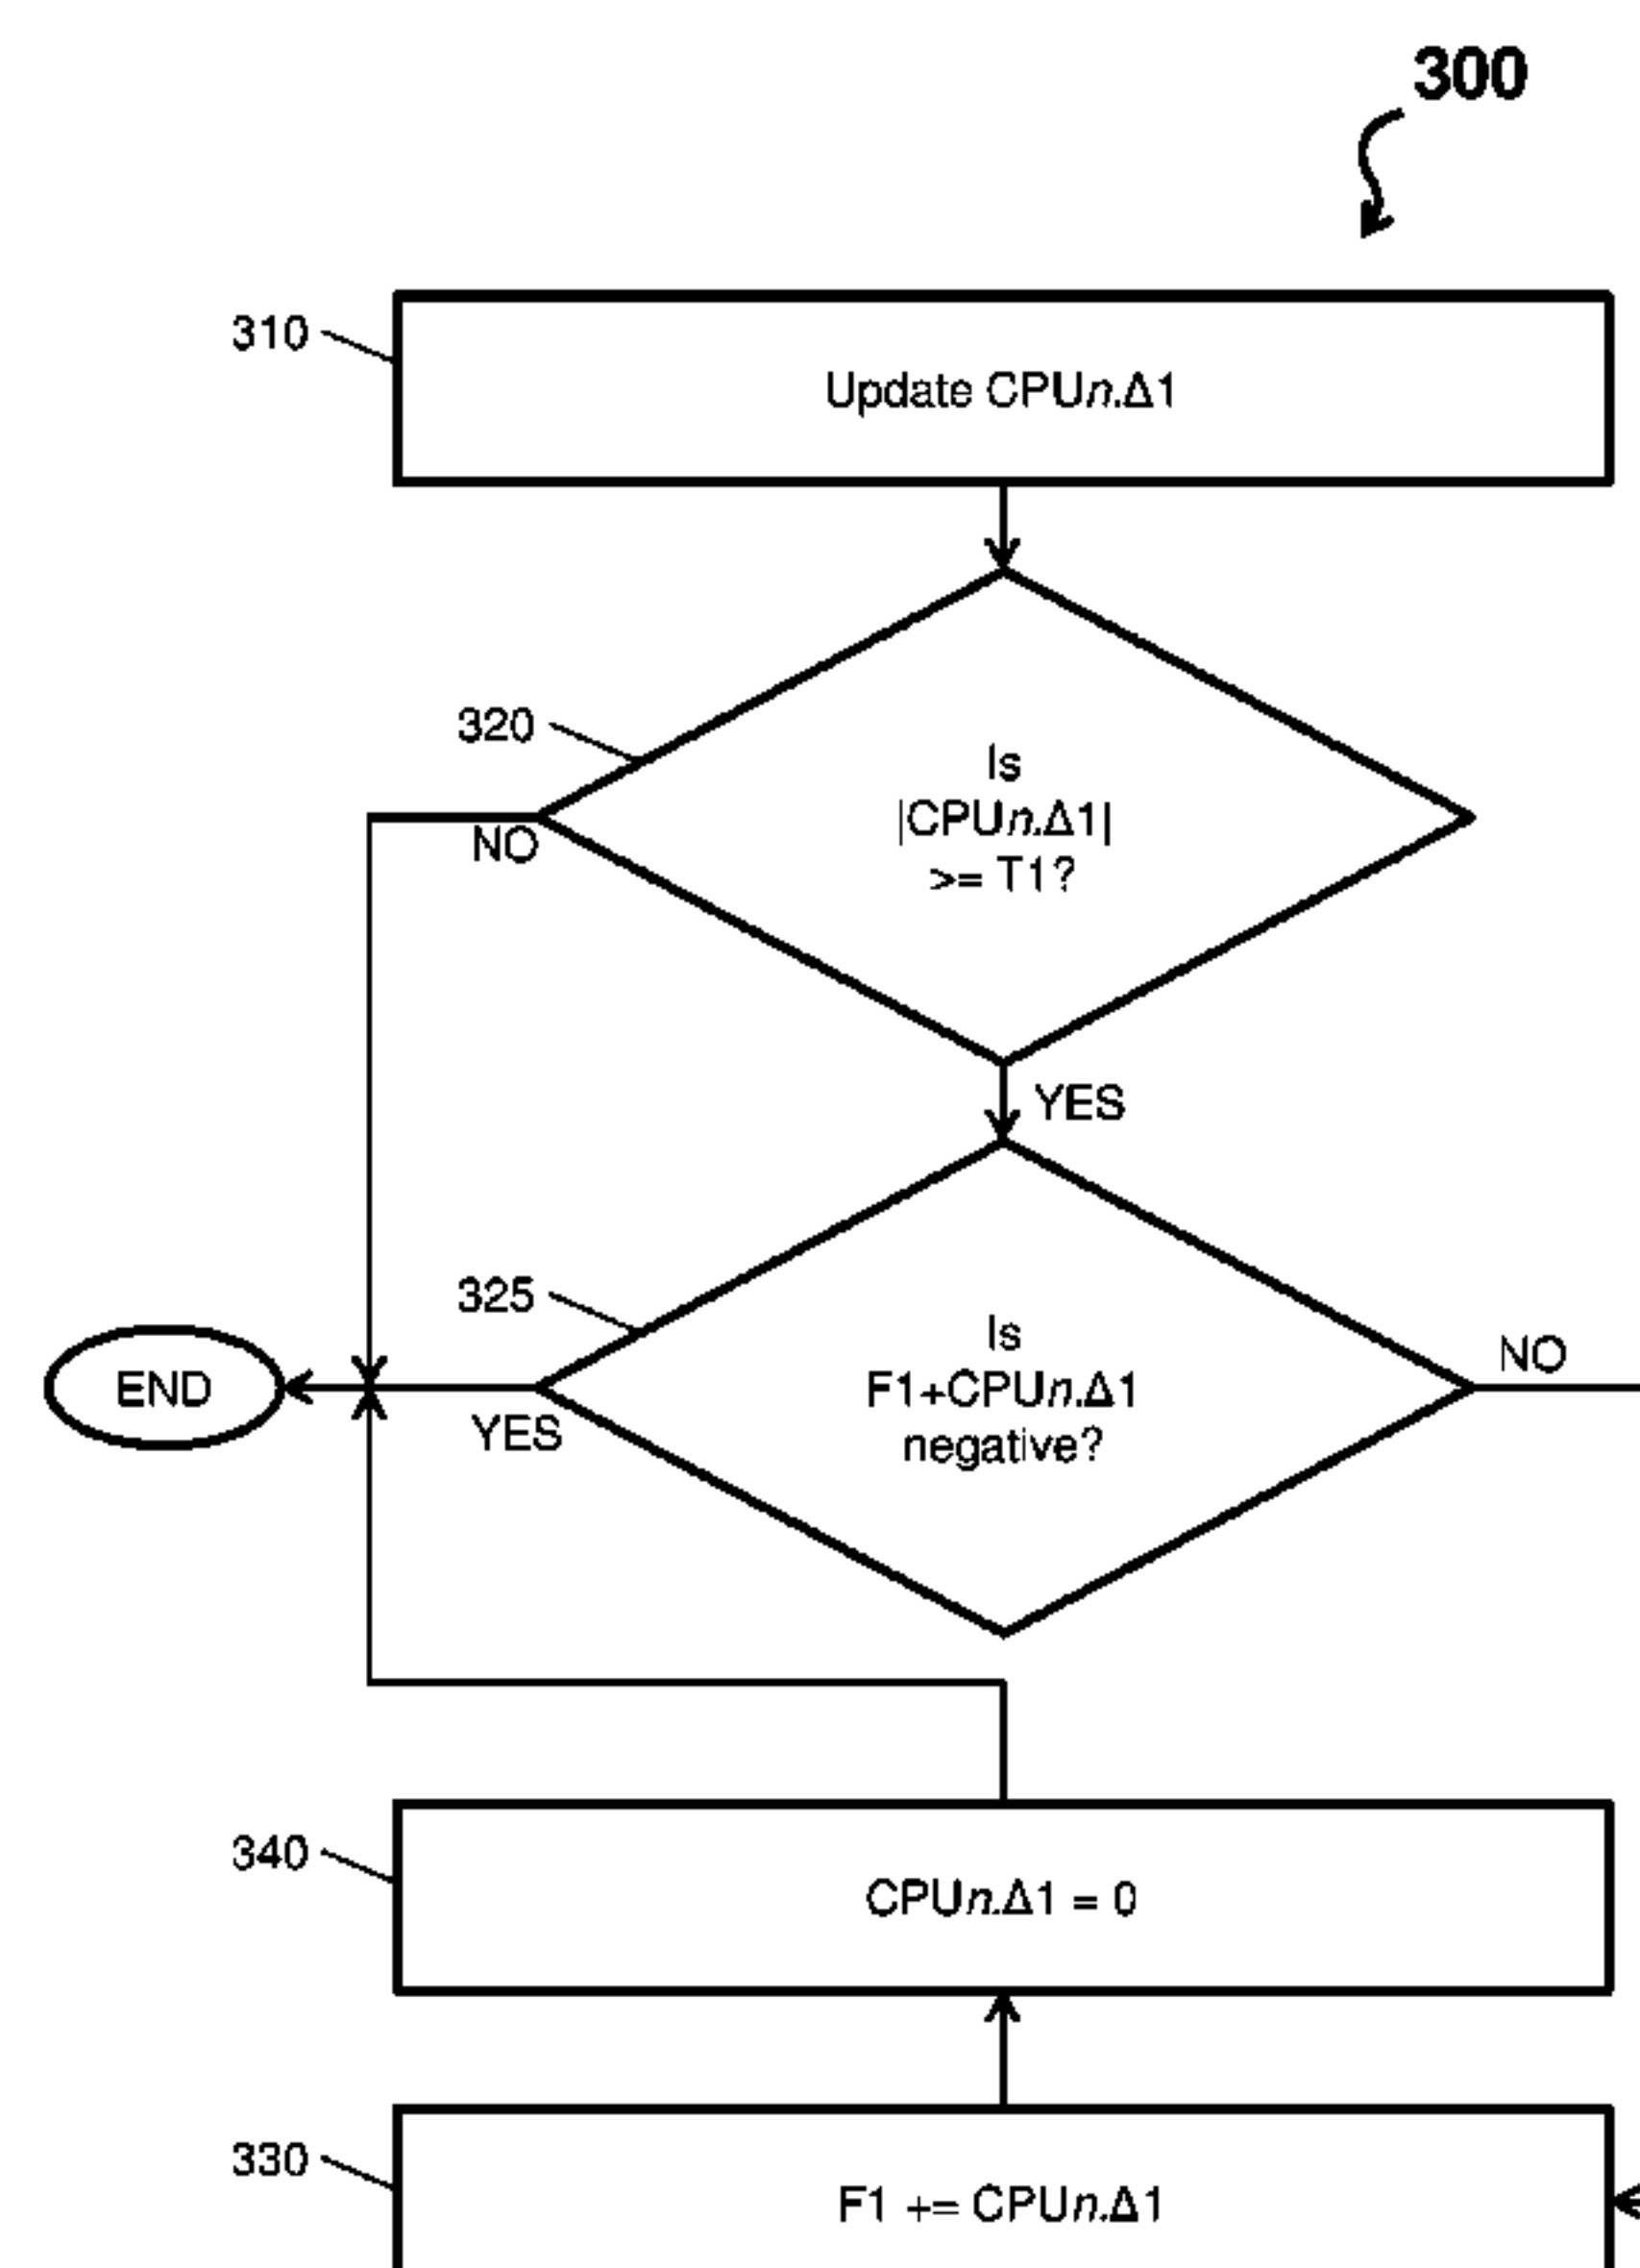 300
310
Update CPUn.Δ1
320
Is
|CPUn.Δ1|
>= T1?
NO
YES
325
Is
F1+CPUn.Δ1
negative?
NO
END
YES
340
CPUn.Δ1 = 0
330
F1 += CPUn.Δ1